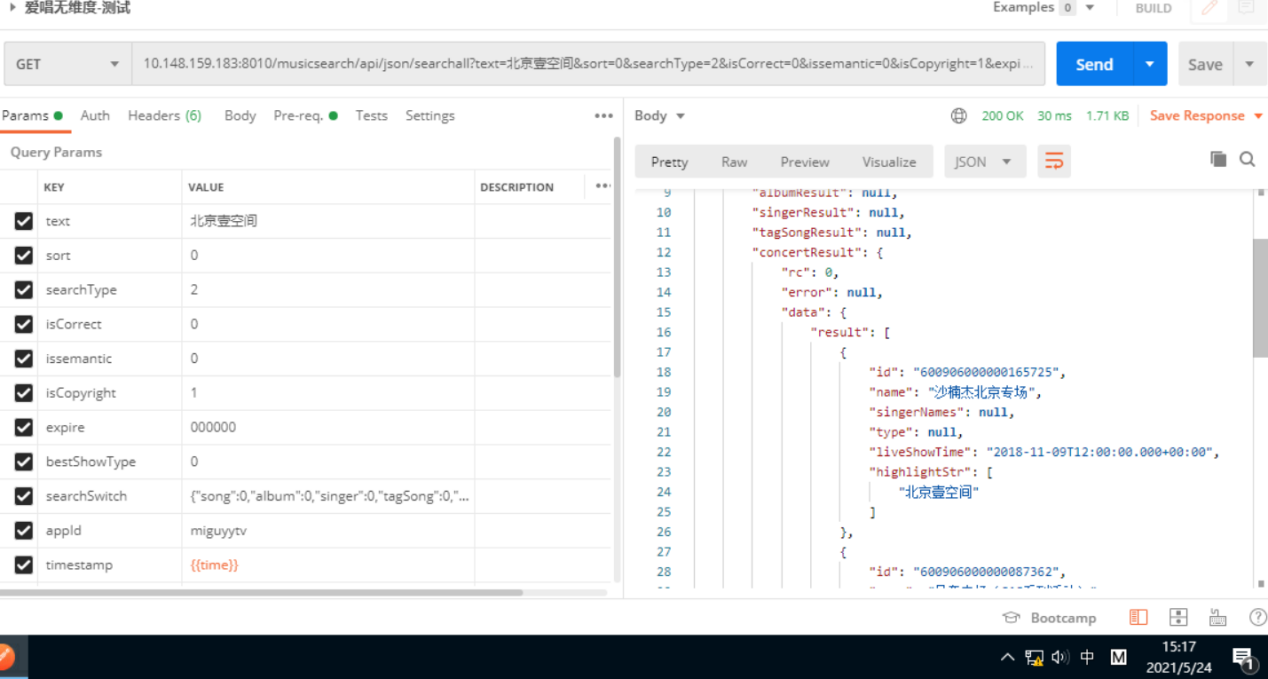 爱唱无维度-测试
Examples 0 BUILD
GET 10.148.159.183:8010/musicsearch/api/json/searchall?text=北京壹空间&sort=0&searchType=2&isCorrect=0&issemantic=0&isCopyright=1&expi... Send Save
Params Auth Headers (6) Body Pre-req. Tests Settings
Query Params
KEY VALUE DESCRIPTION
text 北京壹空间
sort 0
searchType 2
isCorrect 0
issemantic 0
isCopyright 1
expire 000000
bestShowType 0
searchSwitch {"song":0,"album":0,"singer":0,"tagSong":0,"...
appId miguyytv
timestamp {{time}}
Body 200 OK 30 ms 1.71 KB Save Response
Pretty Raw Preview Visualize JSON
9 "albumResult": null,
10 "singerResult": null,
11 "tagSongResult": null,
12 "concertResult": {
13 "rc": 0,
14 "error": null,
15 "data": {
16 "result": [
17 {
18 "id": "600906000000165725",
19 "name": "沙楠杰北京专场",
20 "singerNames": null,
21 "type": null,
22 "liveShowTime": "2018-11-09T12:00:00.000+00:00",
23 "highlightStr": [
24 "北京壹空间"
25 ]
26 },
27 {
28 "id": "600906000000087362",
Bootcamp
中 M 15:17
2021/5/24 1